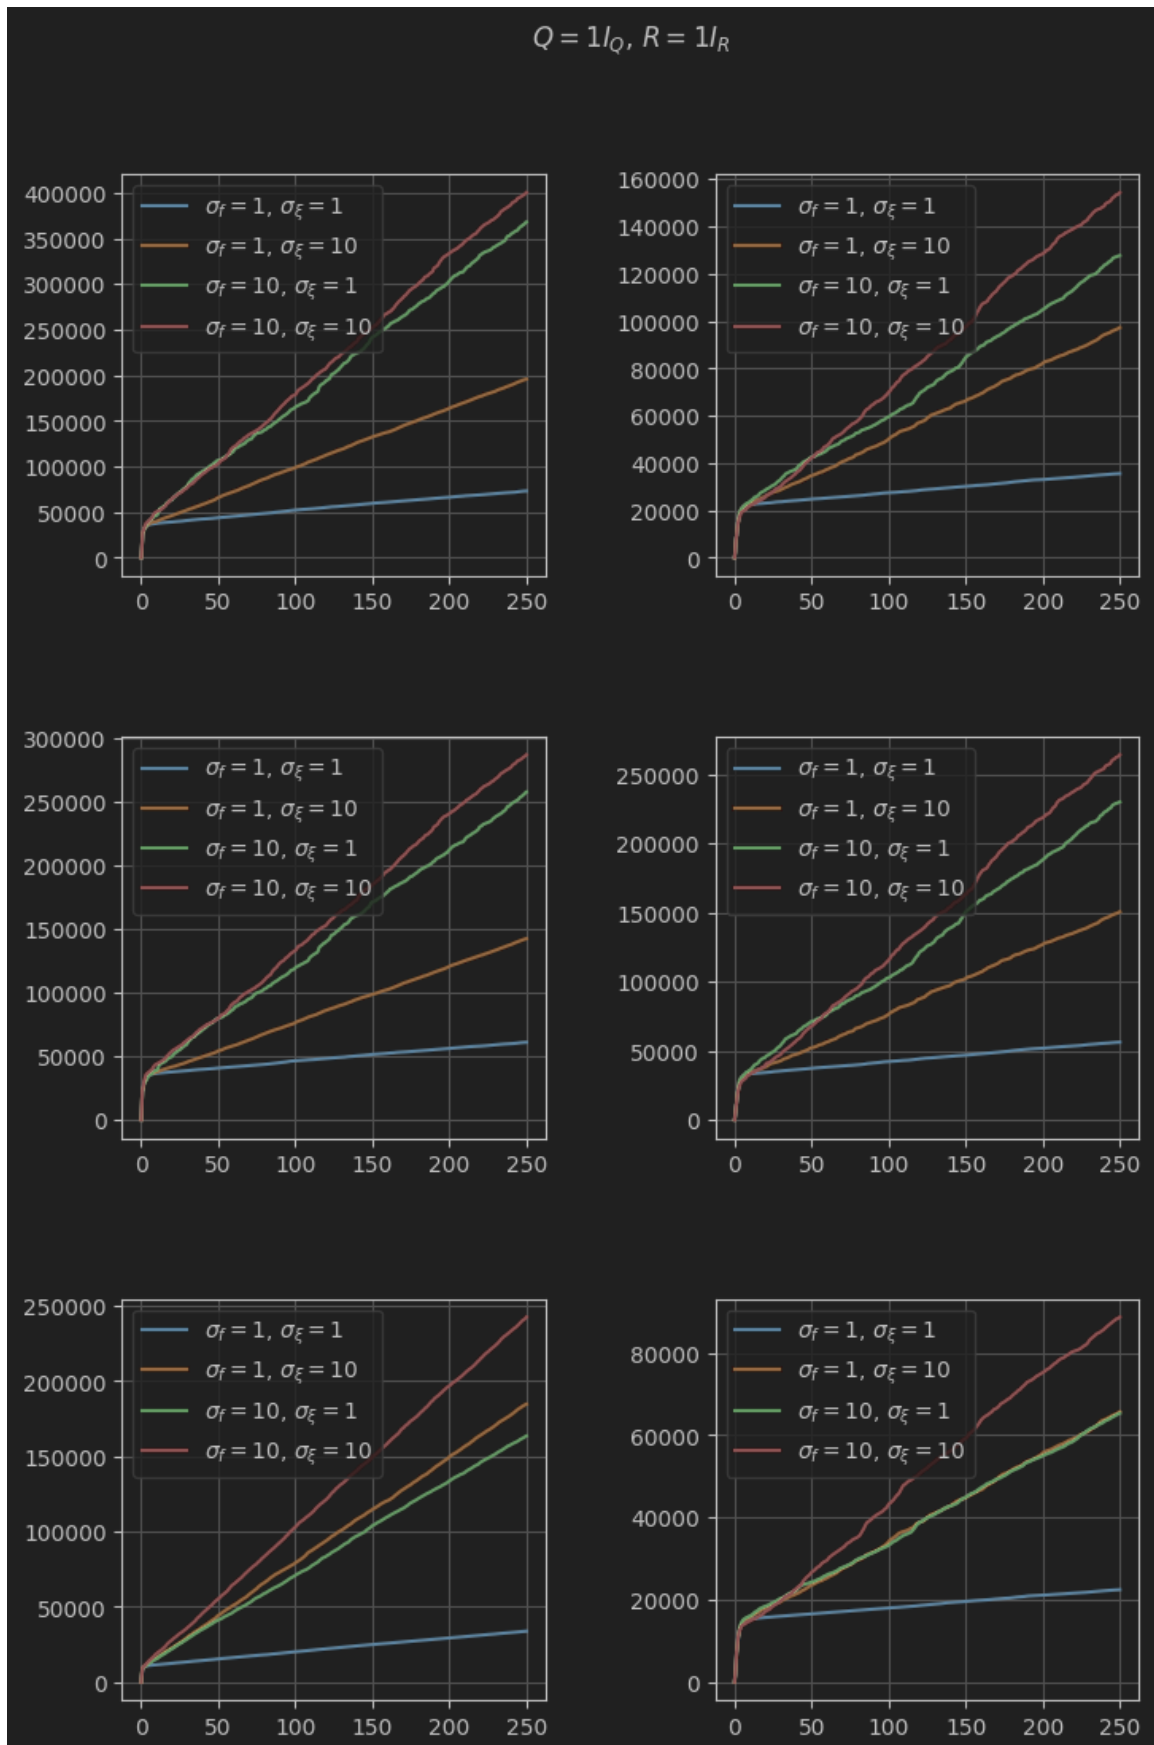 Q = 1I_Q, R = 1I_R
400000
350000
300000
250000
200000
150000
100000
50000
0
0 50 100 150 200 250
σ_f = 1, σ_ξ = 1
σ_f = 1, σ_ξ = 10
σ_f = 10, σ_ξ = 1
σ_f = 10, σ_ξ = 10
160000
140000
120000
100000
80000
60000
40000
20000
0
0 50 100 150 200 250
σ_f = 1, σ_ξ = 1
σ_f = 1, σ_ξ = 10
σ_f = 10, σ_ξ = 1
σ_f = 10, σ_ξ = 10
300000
250000
200000
150000
100000
50000
0
0 50 100 150 200 250
σ_f = 1, σ_ξ = 1
σ_f = 1, σ_ξ = 10
σ_f = 10, σ_ξ = 1
σ_f = 10, σ_ξ = 10
250000
200000
150000
100000
50000
0
0 50 100 150 200 250
σ_f = 1, σ_ξ = 1
σ_f = 1, σ_ξ = 10
σ_f = 10, σ_ξ = 1
σ_f = 10, σ_ξ = 10
250000
200000
150000
100000
50000
0
0 50 100 150 200 250
σ_f = 1, σ_ξ = 1
σ_f = 1, σ_ξ = 10
σ_f = 10, σ_ξ = 1
σ_f = 10, σ_ξ = 10
80000
60000
40000
20000
0
0 50 100 150 200 250
σ_f = 1, σ_ξ = 1
σ_f = 1, σ_ξ = 10
σ_f = 10, σ_ξ = 1
σ_f = 10, σ_ξ = 10